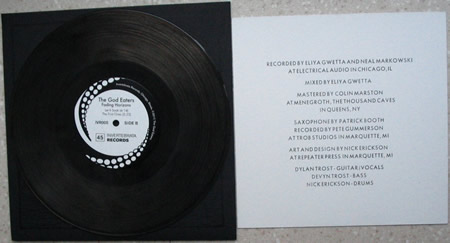 The God Eaters
SIDE B
45
RECORDS
RECORDED BY ELIYA GWETTA AND NEAL MARKOWSKI
AT ELECTRICAL AUDIO IN CHICAGO, IL
MIXED BY ELIYA GWETTA
MASTERED BY COLIN MARSTON
AT MENEGROTH, THE THOUSAND CAVES
IN QUEENS, NY
SAXOPHONE BY PATRICK BOOTH
RECORDED BY PETE GUMMERSON
AT TROB STUDIOS IN MARQUETTE, MI
ART AND DESIGN BY NICK ERICKSON
AT REPEATER PRESS IN MARQUETTE, MI
DYLAN TROST - GUITAR / VOCALS
DEVYN TROST - BASS
NICK ERICKSON - DRUMS